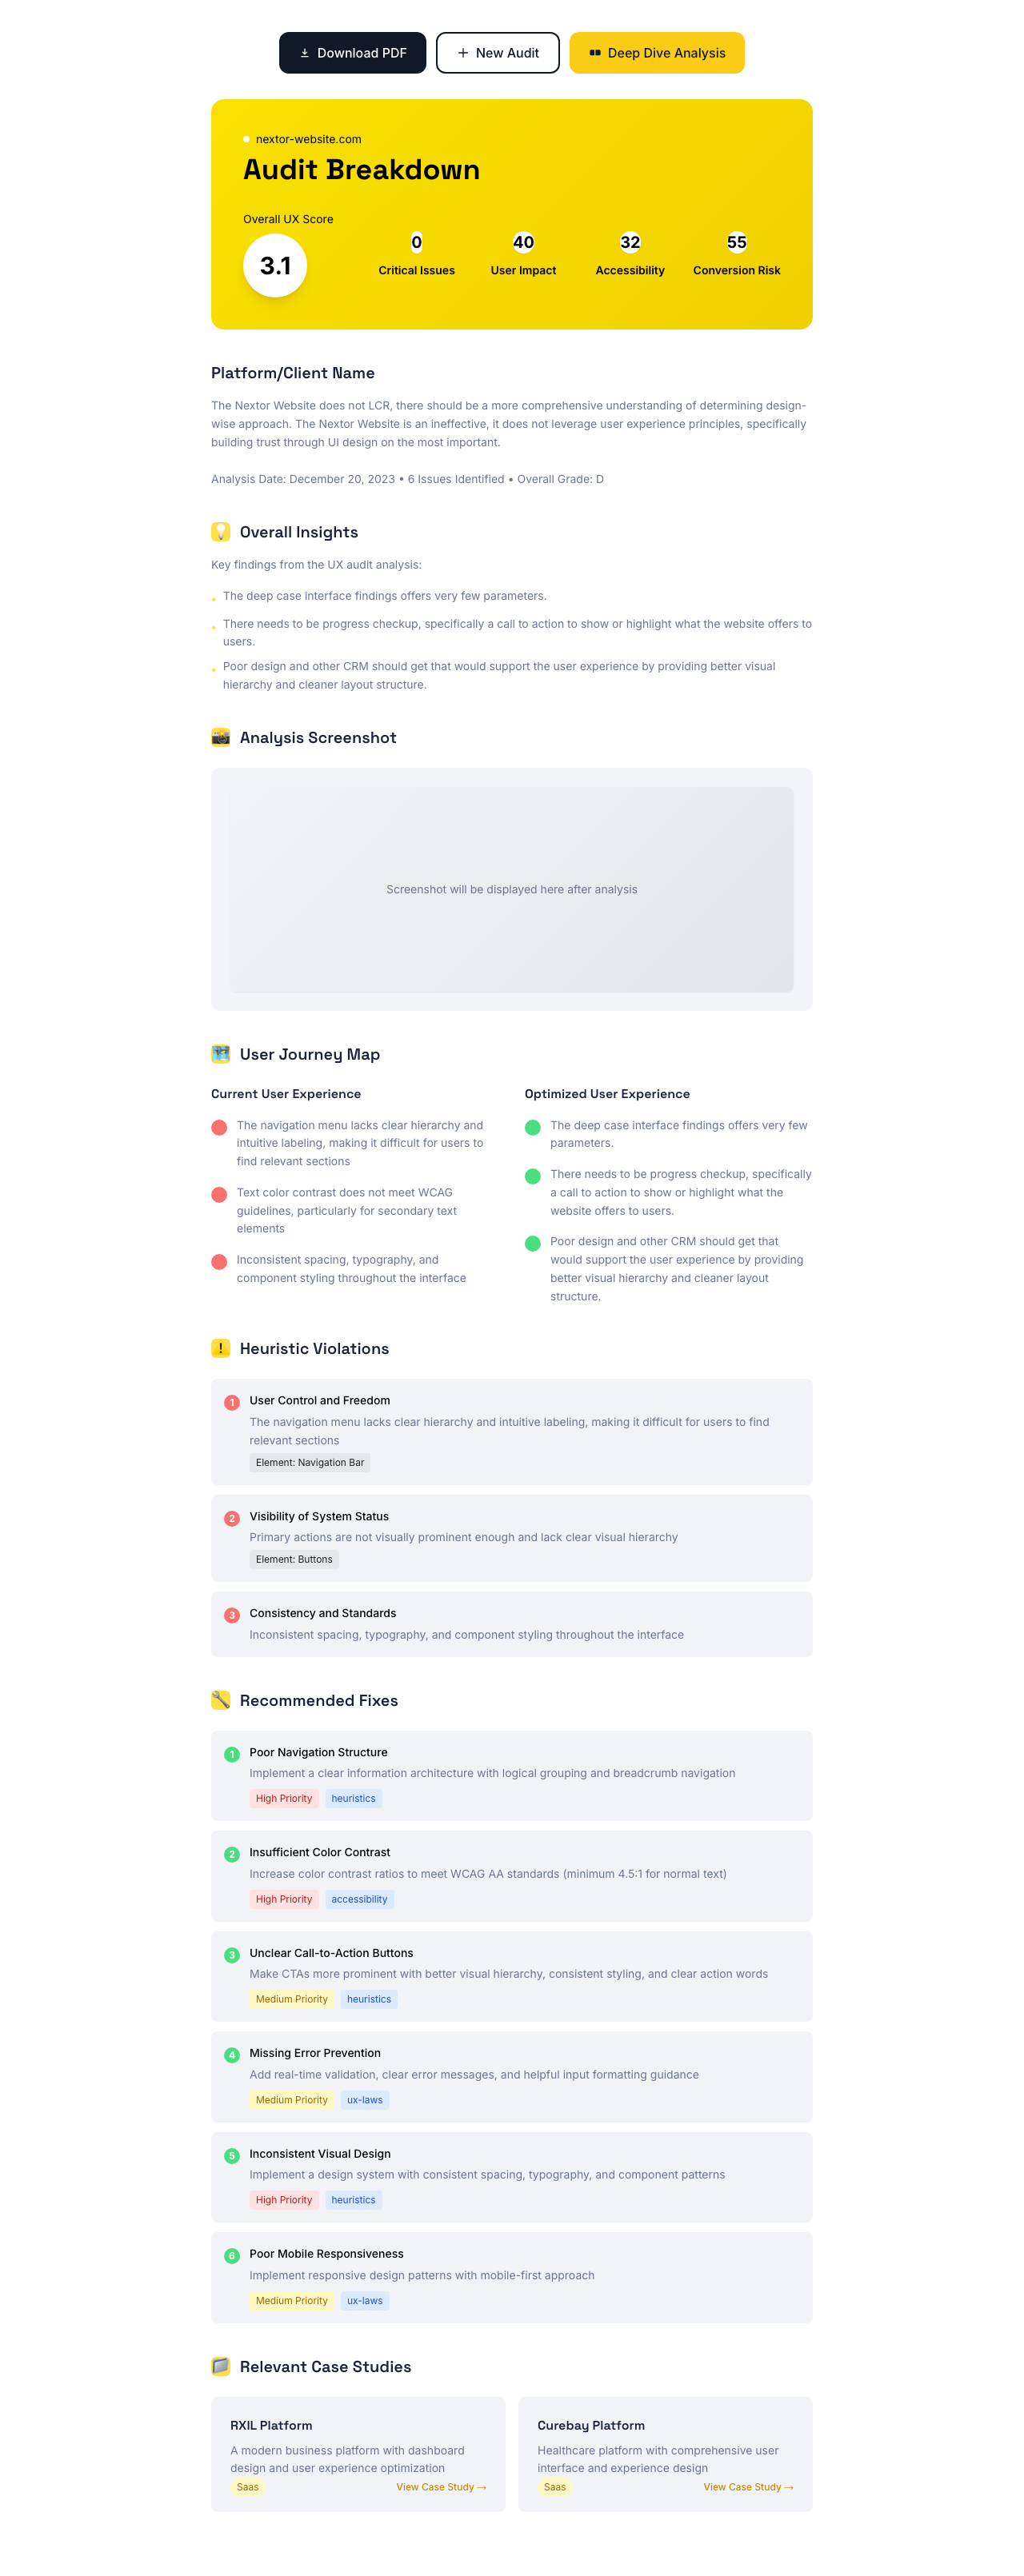 Download PDF
New Audit
Deep Dive Analysis
nextor-website.com
Audit Breakdown
Overall UX Score
3.1
0
Critical Issues
40
User Impact
32
Accessibility
55
Conversion Risk
Platform/Client Name
The Nextor Website does not LCR, there should be a more comprehensive understanding of determining design-
wise approach. The Nextor Website is an ineffective, it does not leverage user experience principles, specifically
building trust through UI design on the most important.
Analysis Date: December 20, 2023 • 6 Issues Identified • Overall Grade: D
Overall Insights
Key findings from the UX audit analysis:
• The deep case interface findings offers very few parameters.
• There needs to be progress checkup, specifically a call to action to show or highlight what the website offers to
users.
• Poor design and other CRM should get that would support the user experience by providing better visual
hierarchy and cleaner layout structure.
Analysis Screenshot
Screenshot will be displayed here after analysis
User Journey Map
Current User Experience
The navigation menu lacks clear hierarchy and
intuitive labeling, making it difficult for users to
find relevant sections
Text color contrast does not meet WCAG
guidelines, particularly for secondary text
elements
Inconsistent spacing, typography, and
component styling throughout the interface
Optimized User Experience
The deep case interface findings offers very few
parameters.
There needs to be progress checkup, specifically
a call to action to show or highlight what the
website offers to users.
Poor design and other CRM should get that
would support the user experience by providing
better visual hierarchy and cleaner layout
structure.
! Heuristic Violations
1 User Control and Freedom
The navigation menu lacks clear hierarchy and intuitive labeling, making it difficult for users to find
relevant sections
Element: Navigation Bar
2 Visibility of System Status
Primary actions are not visually prominent enough and lack clear visual hierarchy
Element: Buttons
3 Consistency and Standards
Inconsistent spacing, typography, and component styling throughout the interface
Recommended Fixes
1 Poor Navigation Structure
Implement a clear information architecture with logical grouping and breadcrumb navigation
High Priority heuristics
2 Insufficient Color Contrast
Increase color contrast ratios to meet WCAG AA standards (minimum 4.5:1 for normal text)
High Priority accessibility
3 Unclear Call-to-Action Buttons
Make CTAs more prominent with better visual hierarchy, consistent styling, and clear action words
Medium Priority heuristics
4 Missing Error Prevention
Add real-time validation, clear error messages, and helpful input formatting guidance
Medium Priority ux-laws
5 Inconsistent Visual Design
Implement a design system with consistent spacing, typography, and component patterns
High Priority heuristics
6 Poor Mobile Responsiveness
Implement responsive design patterns with mobile-first approach
Medium Priority ux-laws
Relevant Case Studies
RXIL Platform
A modern business platform with dashboard
design and user experience optimization
Saas View Case Study →
Curebay Platform
Healthcare platform with comprehensive user
interface and experience design
Saas View Case Study →